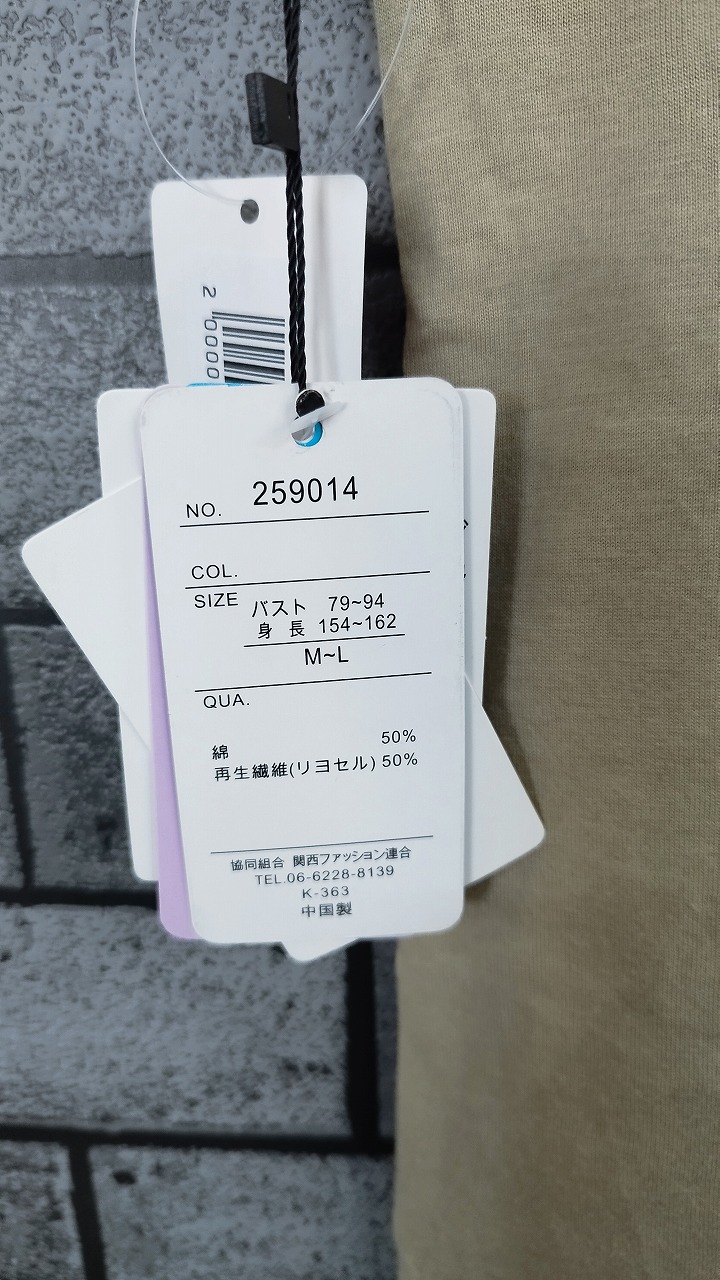 2 0000
NO. 259014
COL.
SIZE バスト 79~94
身 長 154~162
M~L
QUA.
綿 50%
再生繊維(リヨセル) 50%
協同組合 関西ファッション連合
TEL.06-6228-8139
K-363
中国製